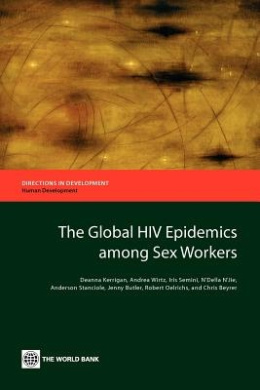 DIRECTIONS IN DEVELOPMENT
Human Development
The Global HIV Epidemics
among Sex Workers
Deanna Kerrigan, Andrea Wirtz, Iris Semini, N'Della N'Jie,
Anderson Stanciole, Jenny Butler, Robert Oelrichs, and Chris Beyrer
THE WORLD BANK